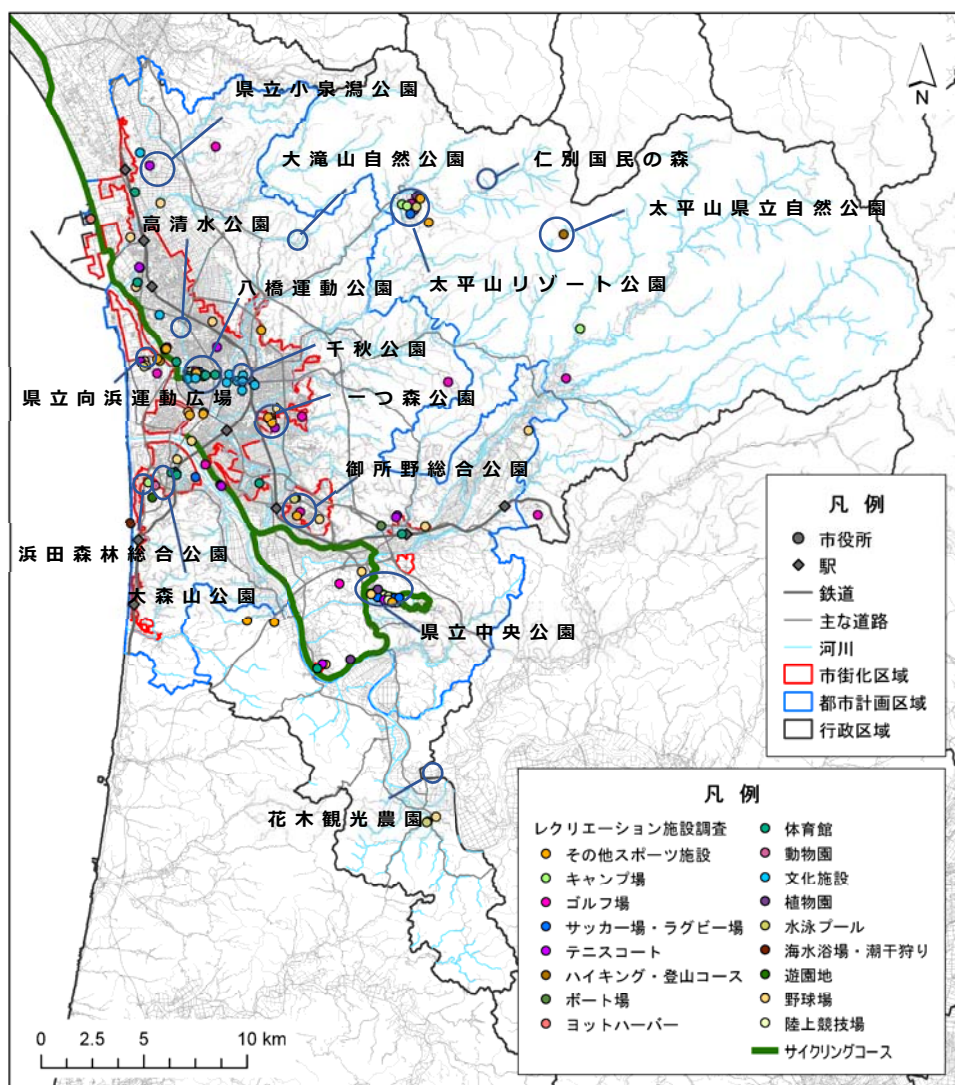 県立小泉潟公園
N
大滝山自然公園
仁別国民の森
太平山県立自然公園
高清水公園
太平山リゾート公園
八橋運動公園
千秋公園
県立向浜運動広場
一つ森公園
御所野総合公園
浜田森林総合公園
大森山公園
県立中央公園
花木観光農園
凡例
市役所
駅
鉄道
主な道路
河川
市街化区域
都市計画区域
行政区域
凡例
レクリエーション施設調査
その他スポーツ施設
キャンプ場
ゴルフ場
サッカー場・ラグビー場
テニスコート
ハイキング・登山コース
ボート場
ヨットハーバー
体育館
動物園
文化施設
植物園
水泳プール
海水浴場・潮干狩り
遊園地
野球場
陸上競技場
サイクリングコース
0 5 10 km